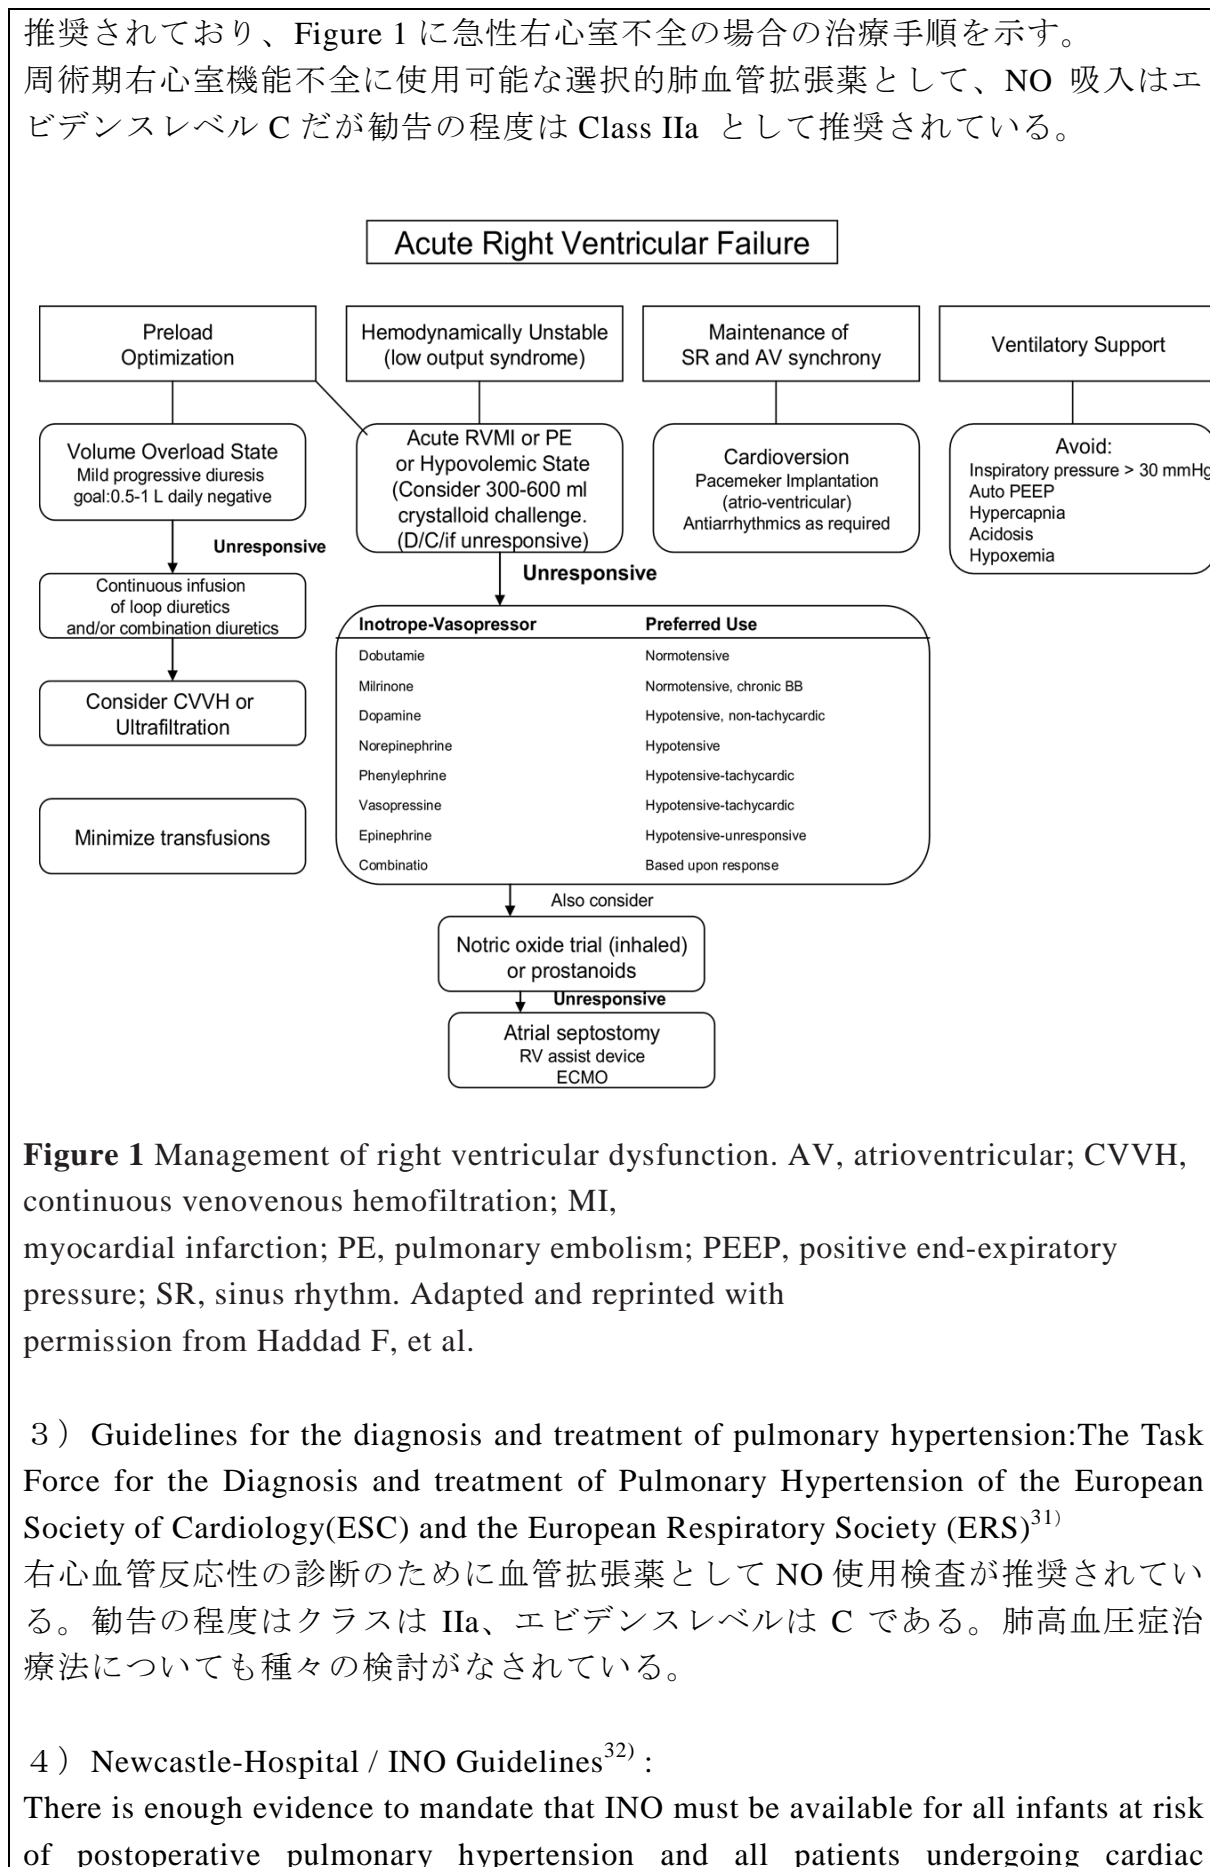 推奨されており、Figure 1 に急性右心室不全の場合の治療手順を示す。
周術期右心室機能不全に使用可能な選択的肺血管拡張薬として、NO 吸入はエ
ビデンスレベル C だが勧告の程度は Class IIa として推奨されている。
Acute Right Ventricular Failure
Preload
Optimization
Hemodynamically Unstable
(low output syndrome)
Maintenance of
SR and AV synchrony
Ventilatory Support
Volume Overload State
Mild progressive diuresis
goal:0.5-1 L daily negative
Acute RVMI or PE
or Hypovolemic State
(Consider 300-600 ml
crystalloid challenge.
(D/C/if unresponsive)
Cardioversion
Pacemeker Implantation
(atrio-ventricular)
Antiarrhythmics as required
Avoid:
Inspiratory pressure > 30 mmHg
Auto PEEP
Hypercapnia
Acidosis
Hypoxemia
Unresponsive
Unresponsive
Continuous infusion
of loop diuretics
and/or combination diuretics
Consider CVVH or
Ultrafiltration
Minimize transfusions
Inotrope-Vasopressor Preferred Use
Dobutamie Normotensive
Milrinone Normotensive, chronic BB
Dopamine Hypotensive, non-tachycardic
Norepinephrine Hypotensive
Phenylephrine Hypotensive-tachycardic
Vasopressine Hypotensive-tachycardic
Epinephrine Hypotensive-unresponsive
Combinatio Based upon response
Also consider
Notric oxide trial (inhaled)
or prostanoids
Unresponsive
Atrial septostomy
RV assist device
ECMO
Figure 1 Management of right ventricular dysfunction. AV, atrioventricular; CVVH,
continuous venovenous hemofiltration; MI,
myocardial infarction; PE, pulmonary embolism; PEEP, positive end-expiratory
pressure; SR, sinus rhythm. Adapted and reprinted with
permission from Haddad F, et al.
３）Guidelines for the diagnosis and treatment of pulmonary hypertension:The Task
Force for the Diagnosis and treatment of Pulmonary Hypertension of the European
Society of Cardiology(ESC) and the European Respiratory Society (ERS)31)
右心血管反応性の診断のために血管拡張薬として NO 使用検査が推奨されてい
る。勧告の程度はクラスは IIa、エビデンスレベルは C である。肺高血圧症治
療法についても種々の検討がなされている。
４）Newcastle-Hospital / INO Guidelines32) :
There is enough evidence to mandate that INO must be available for all infants at risk
of postoperative pulmonary hypertension and all patients undergoing cardiac